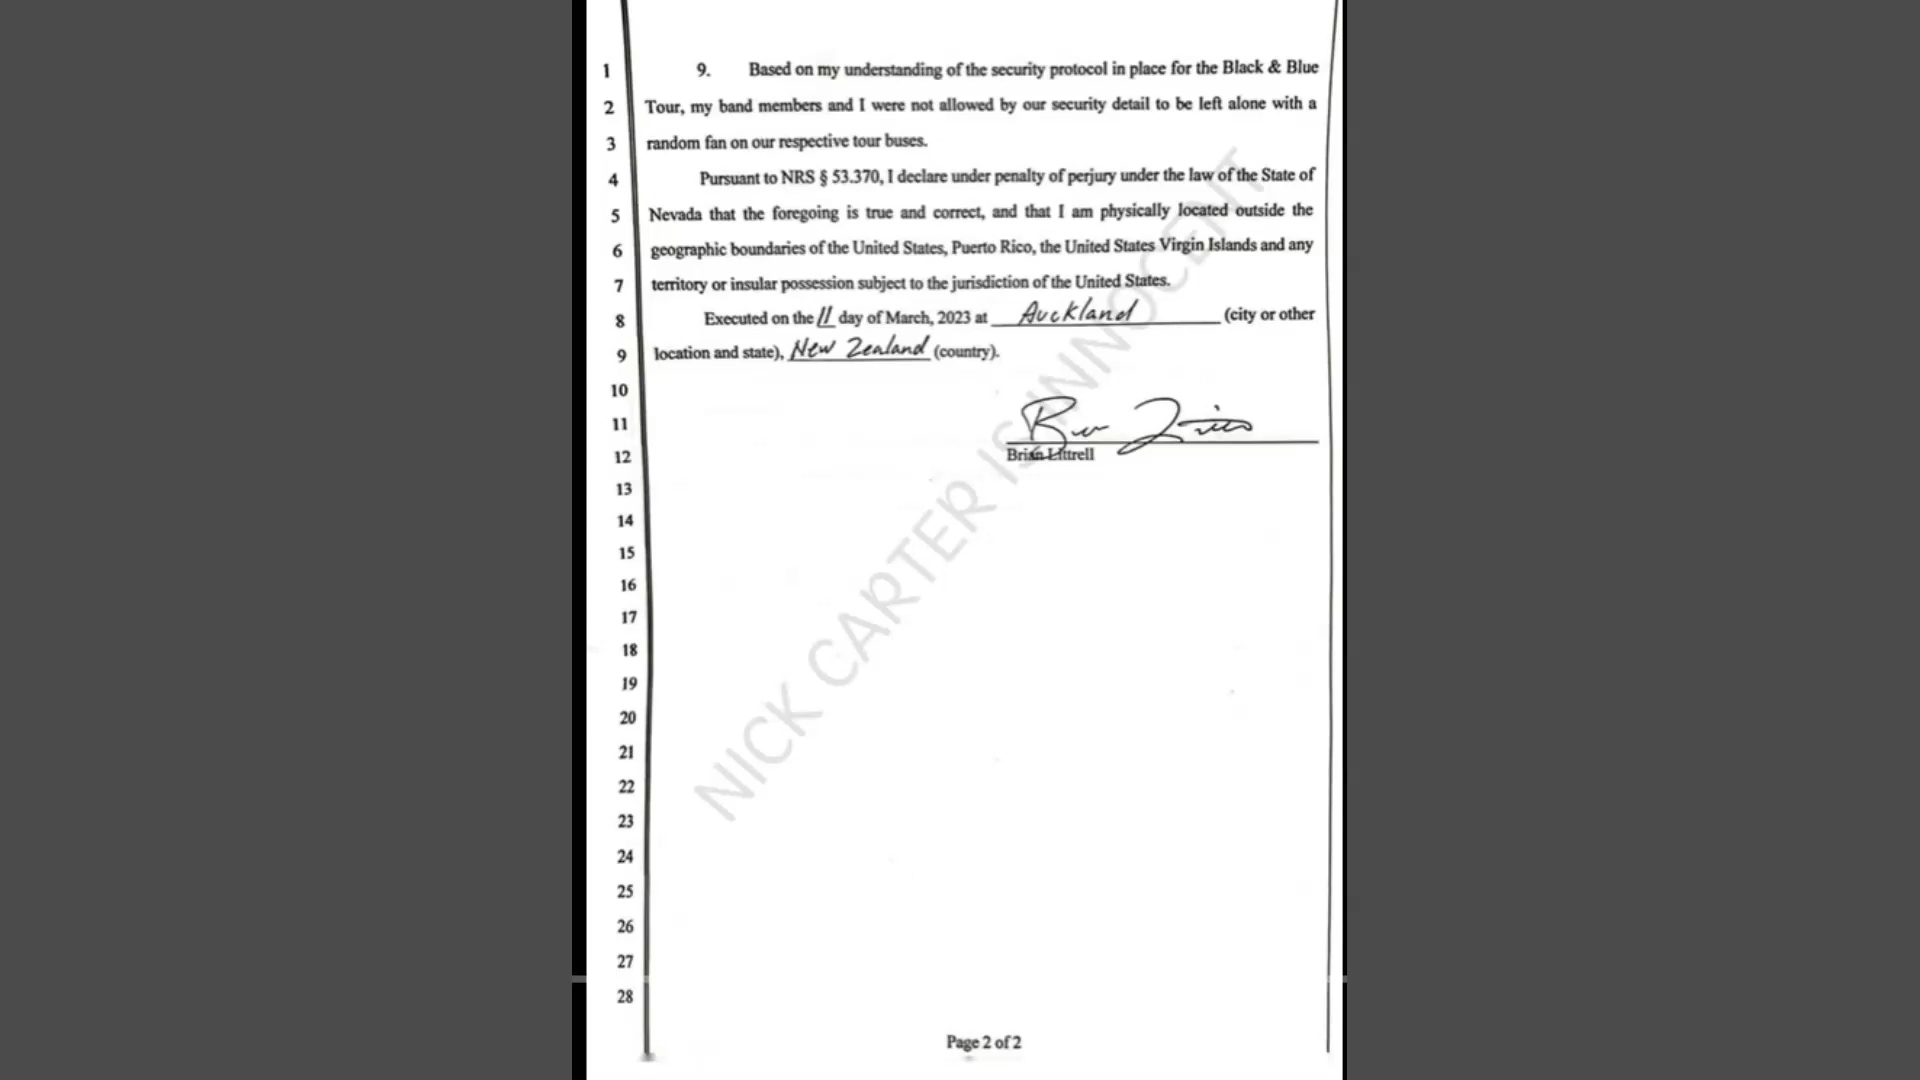 1 9. Based on my understanding of the security protocol in place for the Black & Blue
2 Tour, my band members and I were not allowed by our security detail to be left alone with a
3 random fan on our respective tour buses.
4 Pursuant to NRS § 53.370, I declare under penalty of perjury under the law of the State of
5 Nevada that the foregoing is true and correct, and that I am physically located outside the
6 geographic boundaries of the United States, Puerto Rico, the United States Virgin Islands and any
7 territory or insular possession subject to the jurisdiction of the United States.
8 Executed on the 11 day of March, 2023 at Auckland (city or other
9 location and state), New Zealand (country).
10
11
12 Brian Littrell
13
14
15
16
17
18
19
20
21
22
23
24
25
26
27
28
Page 2 of 2
NICK CARTER IS INNOCENT